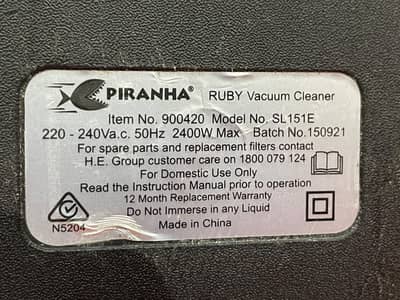 PIRANHA® RUBY Vacuum Cleaner
Item No. 900420 Model No. SL151E
220 - 240Va.c. 50Hz 2400W Max Batch No.150921
For spare parts and replacement filters contact
H.E. Group customer care on 1800 079 124
For Domestic Use Only
Read the Instruction Manual prior to operation
12 Month Replacement Warranty
Do Not Immerse in any Liquid
Made in China
N5204